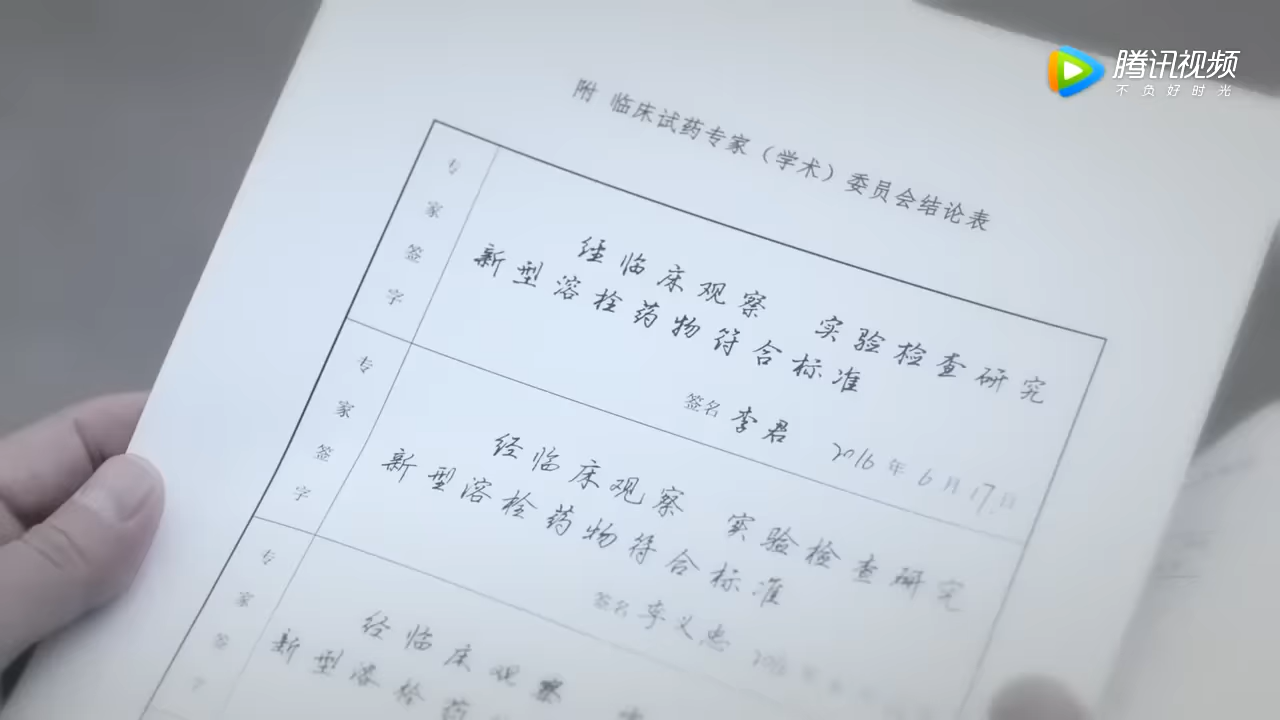 腾讯视频
不负好时光
附 临床试药专家（学术）委员会结论表
专家签字
经临床观察 实验检查研究
新型溶栓药物符合标准
签名 李君 2016年6月17日
专家签字
经临床观察 实验检查研究
新型溶栓药物符合标准
签名 李义忠
专家签
经临床观察
新型溶栓药